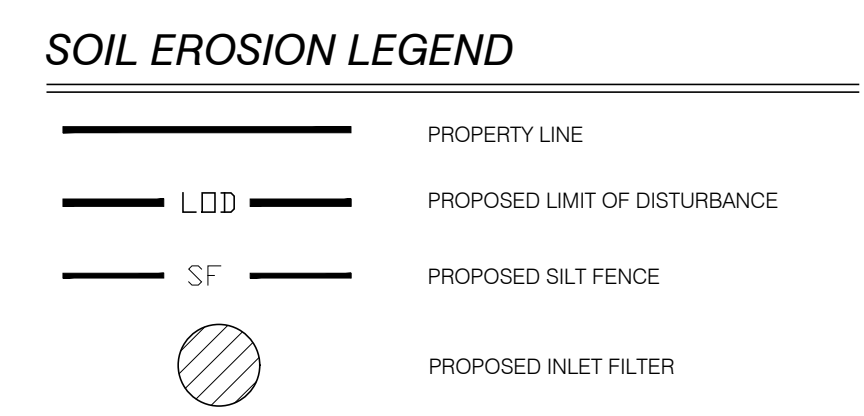 SOIL EROSION LEGEND
PROPERTY LINE
LOD PROPOSED LIMIT OF DISTURBANCE
SF PROPOSED SILT FENCE
PROPOSED INLET FILTER